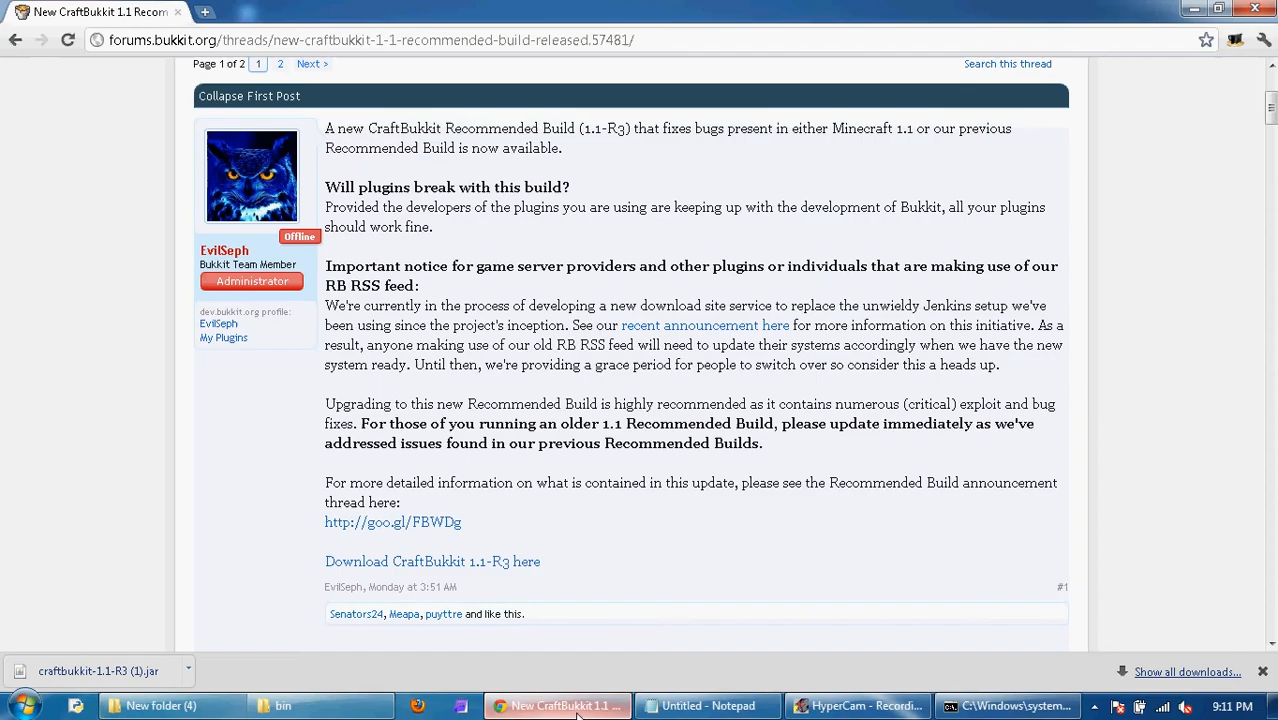 New CraftBukkit 1.1 Recom
forums.bukkit.org/threads/new-craftbukkit-1-1-recommended-build-released.57481/
Page 1 of 2 1 2 Next >
Search this thread
Collapse First Post
A new CraftBukkit Recommended Build (1.1-R3) that fixes bugs present in either Minecraft 1.1 or our previous
Recommended Build is now available.
Will plugins break with this build?
Provided the developers of the plugins you are using are keeping up with the development of Bukkit, all your plugins
should work fine.
Offline
EvilSeph
Bukkit Team Member
Administrator
dev.bukkit.org profile:
EvilSeph
My Plugins
Important notice for game server providers and other plugins or individuals that are making use of our
RB RSS feed:
We're currently in the process of developing a new download site service to replace the unwieldy Jenkins setup we've
been using since the project's inception. See our recent announcement here for more information on this initiative. As a
result, anyone making use of our old RB RSS feed will need to update their systems accordingly when we have the new
system ready. Until then, we're providing a grace period for people to switch over so consider this a heads up.
Upgrading to this new Recommended Build is highly recommended as it contains numerous (critical) exploit and bug
fixes. For those of you running an older 1.1 Recommended Build, please update immediately as we've
addressed issues found in our previous Recommended Builds.
For more detailed information on what is contained in this update, please see the Recommended Build announcement
thread here:
http://goo.gl/FBWDg
Download CraftBukkit 1.1-R3 here
EvilSeph, Monday at 3:51 AM
#1
Senators24, Meapa, puyttre and like this.
craftbukkit-1.1-R3 (1).jar
Show all downloads...
New folder (4)
bin
New CraftBukkit 1.1 ...
Untitled - Notepad
HyperCam - Recordi...
C:\Windows\system...
9:11 PM